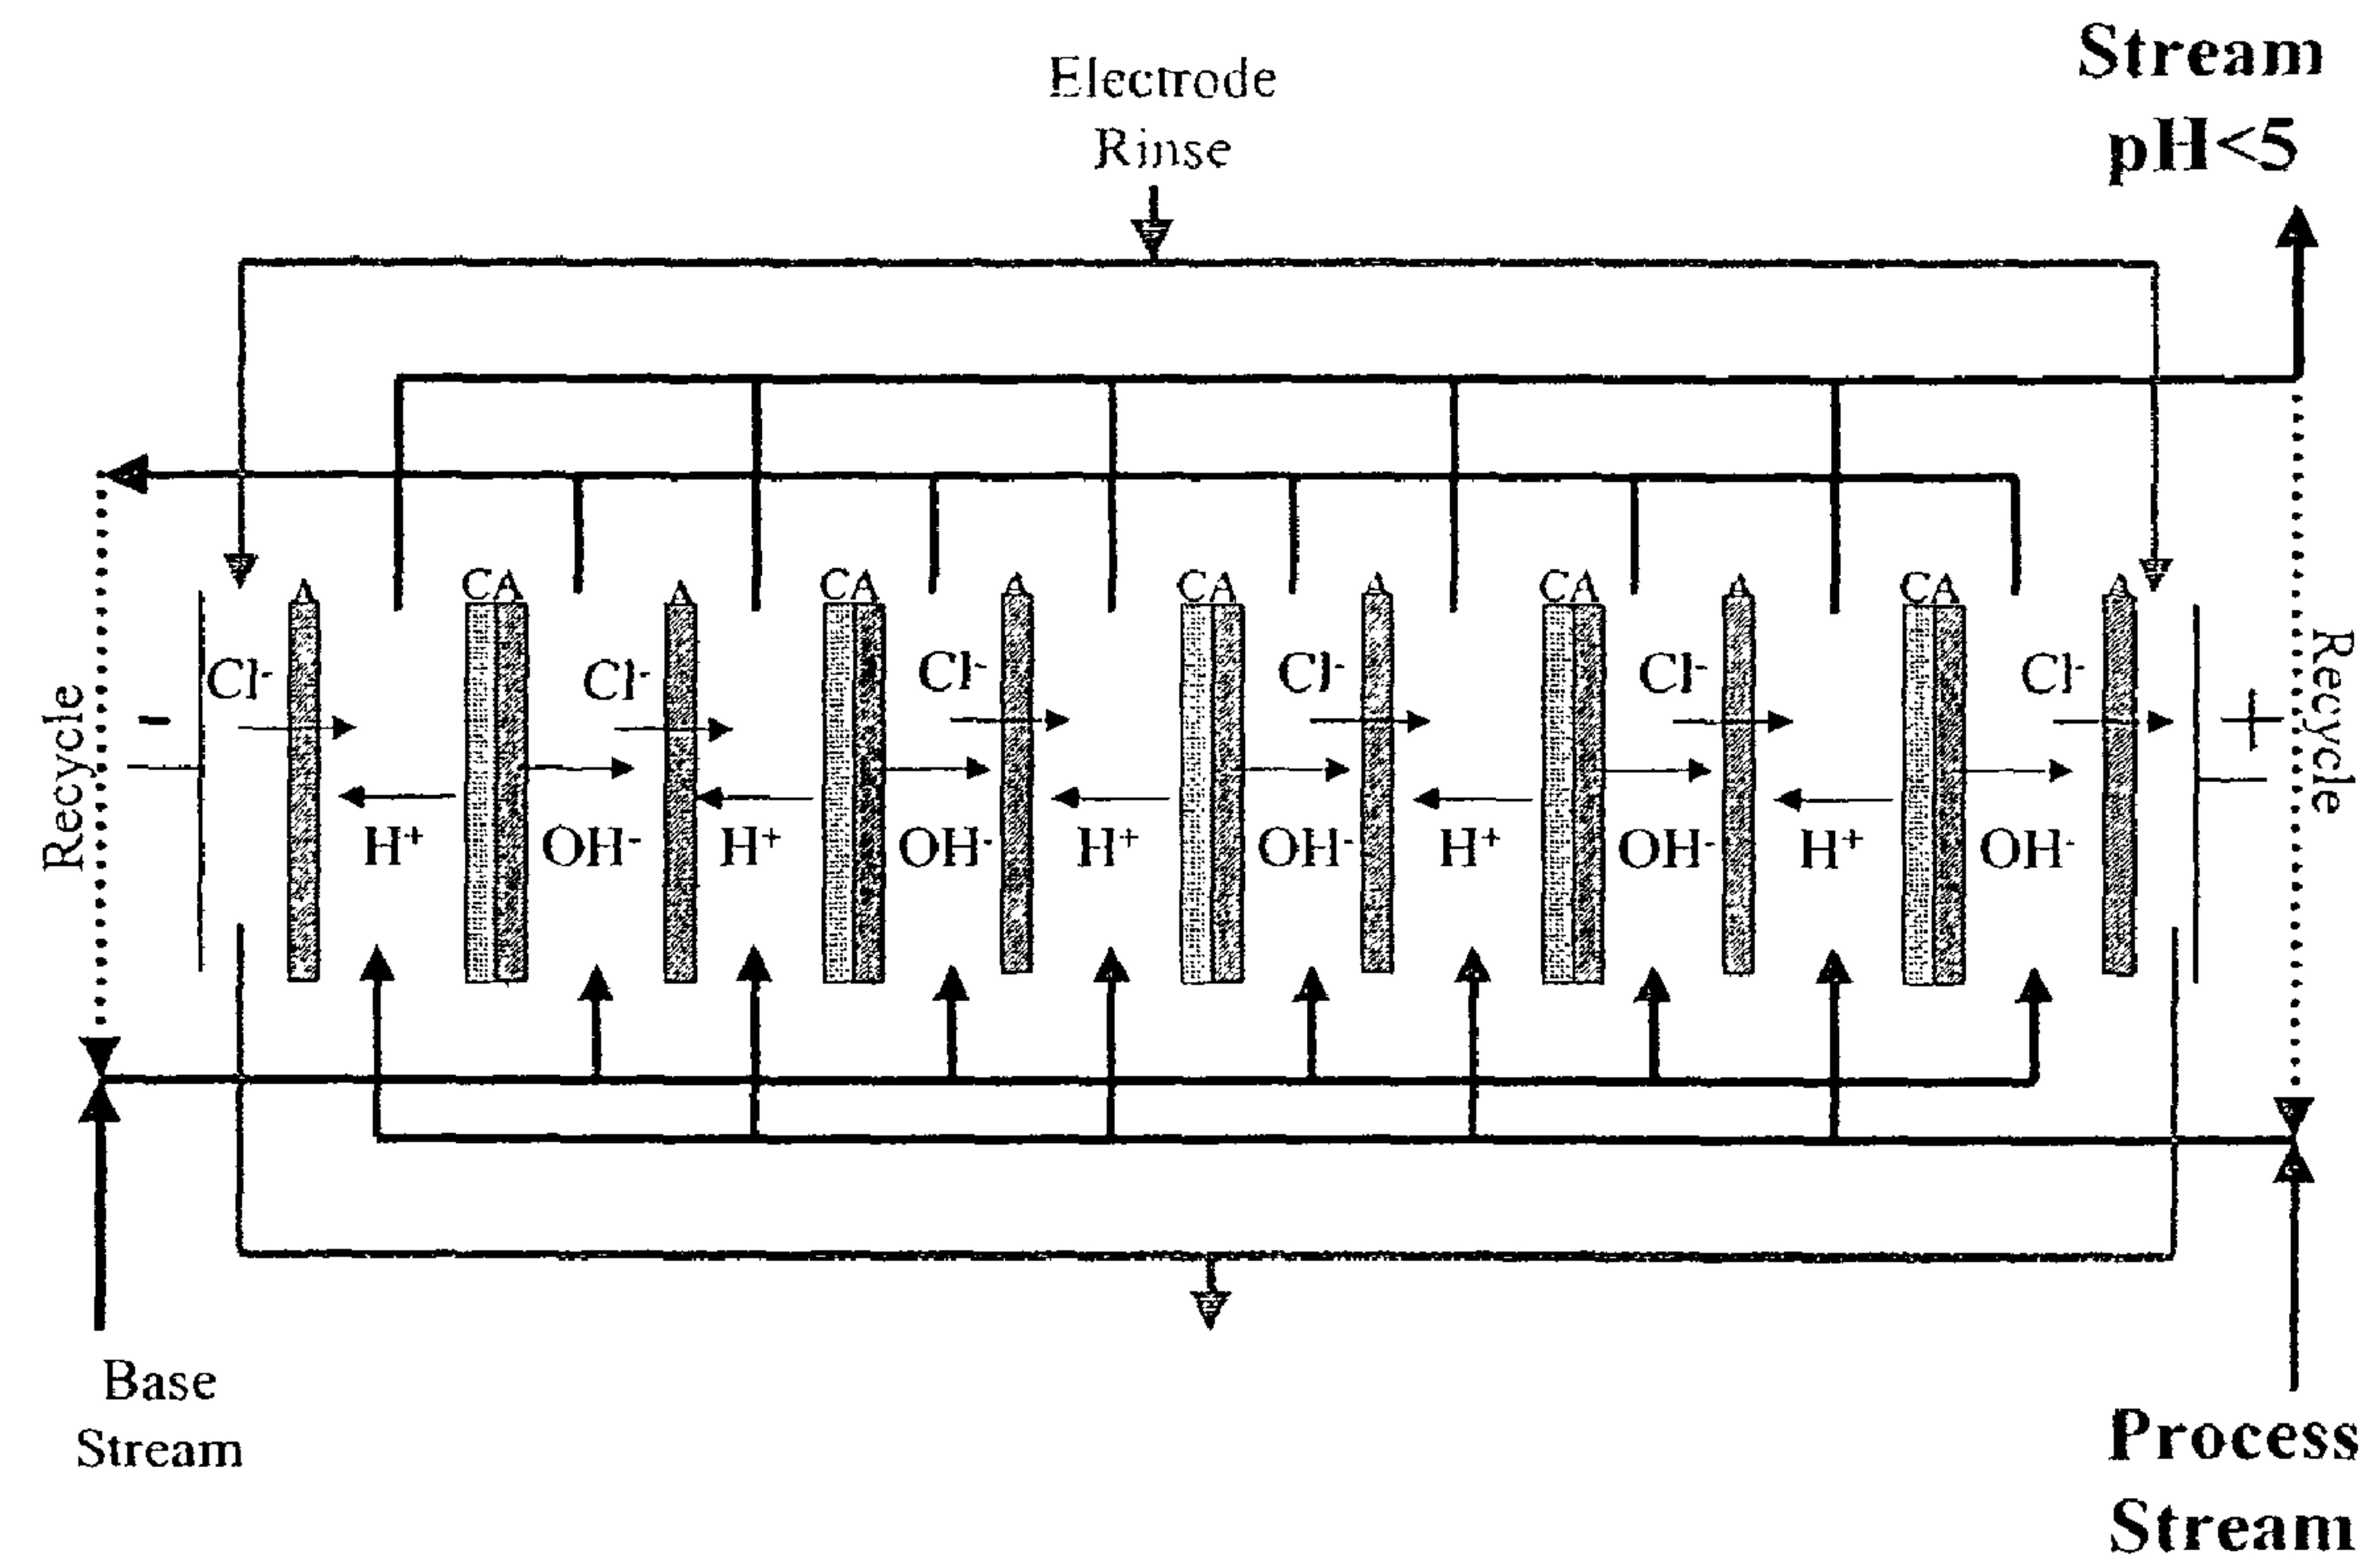 Electrode
Rinse
Stream
pH<5
A CA A CA A CA A CA A CA A
Cl- Cl- Cl- Cl- Cl- Cl-
Recycle
-
+
Recycle
H+ OH- H+ OH- H+ OH- H+ OH- H+ OH-
Base
Stream
Process
Stream